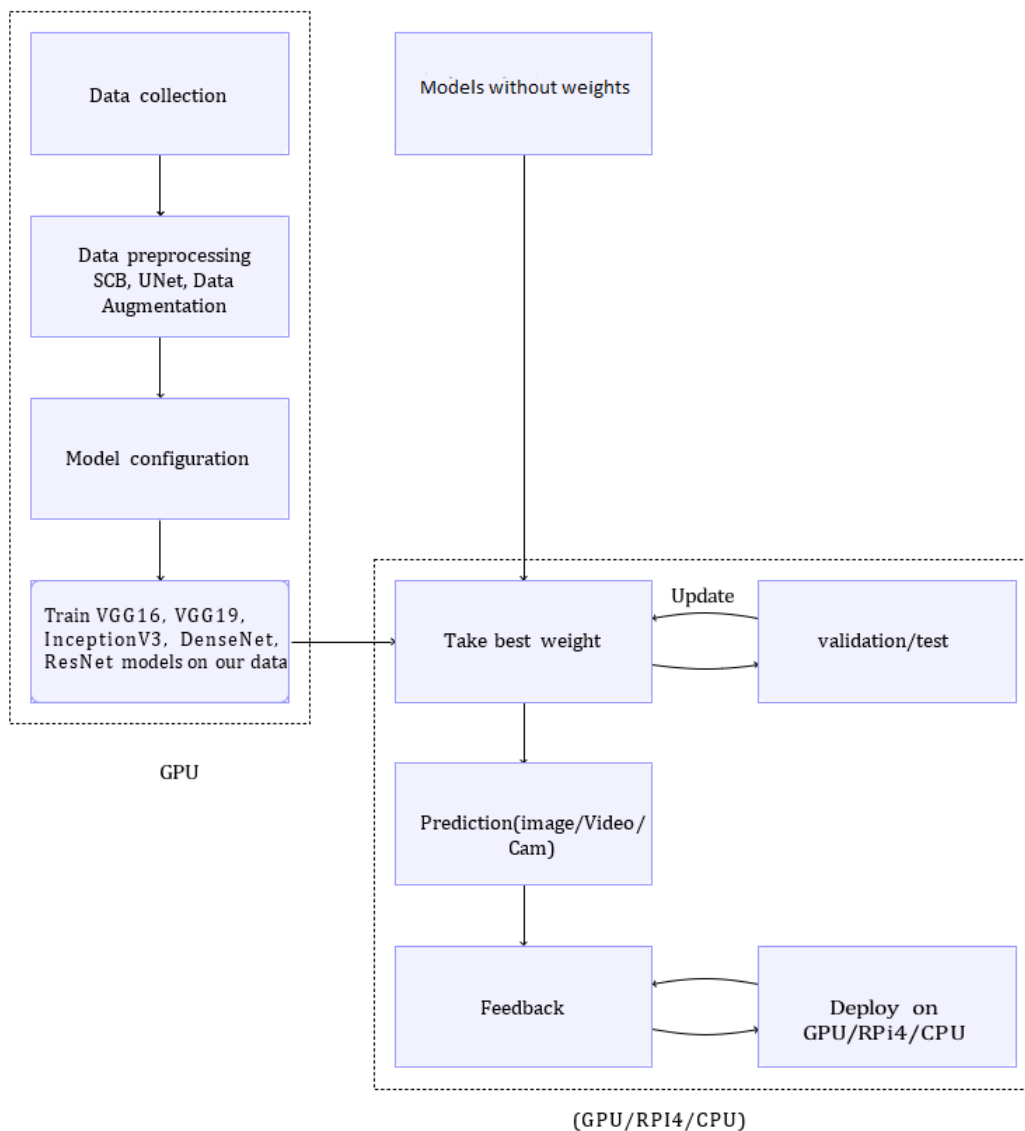 Data collection
Models without weights
Data preprocessing
SCB, UNet, Data
Augmentation
Model configuration
Train VGG16, VGG19,
InceptionV3, DenseNet,
ResNet models on our data
GPU
Take best weight
Update
validation/test
Prediction(image/Video/
Cam)
Feedback
Deploy on
GPU/RPi4/CPU
(GPU/RPI4/CPU)